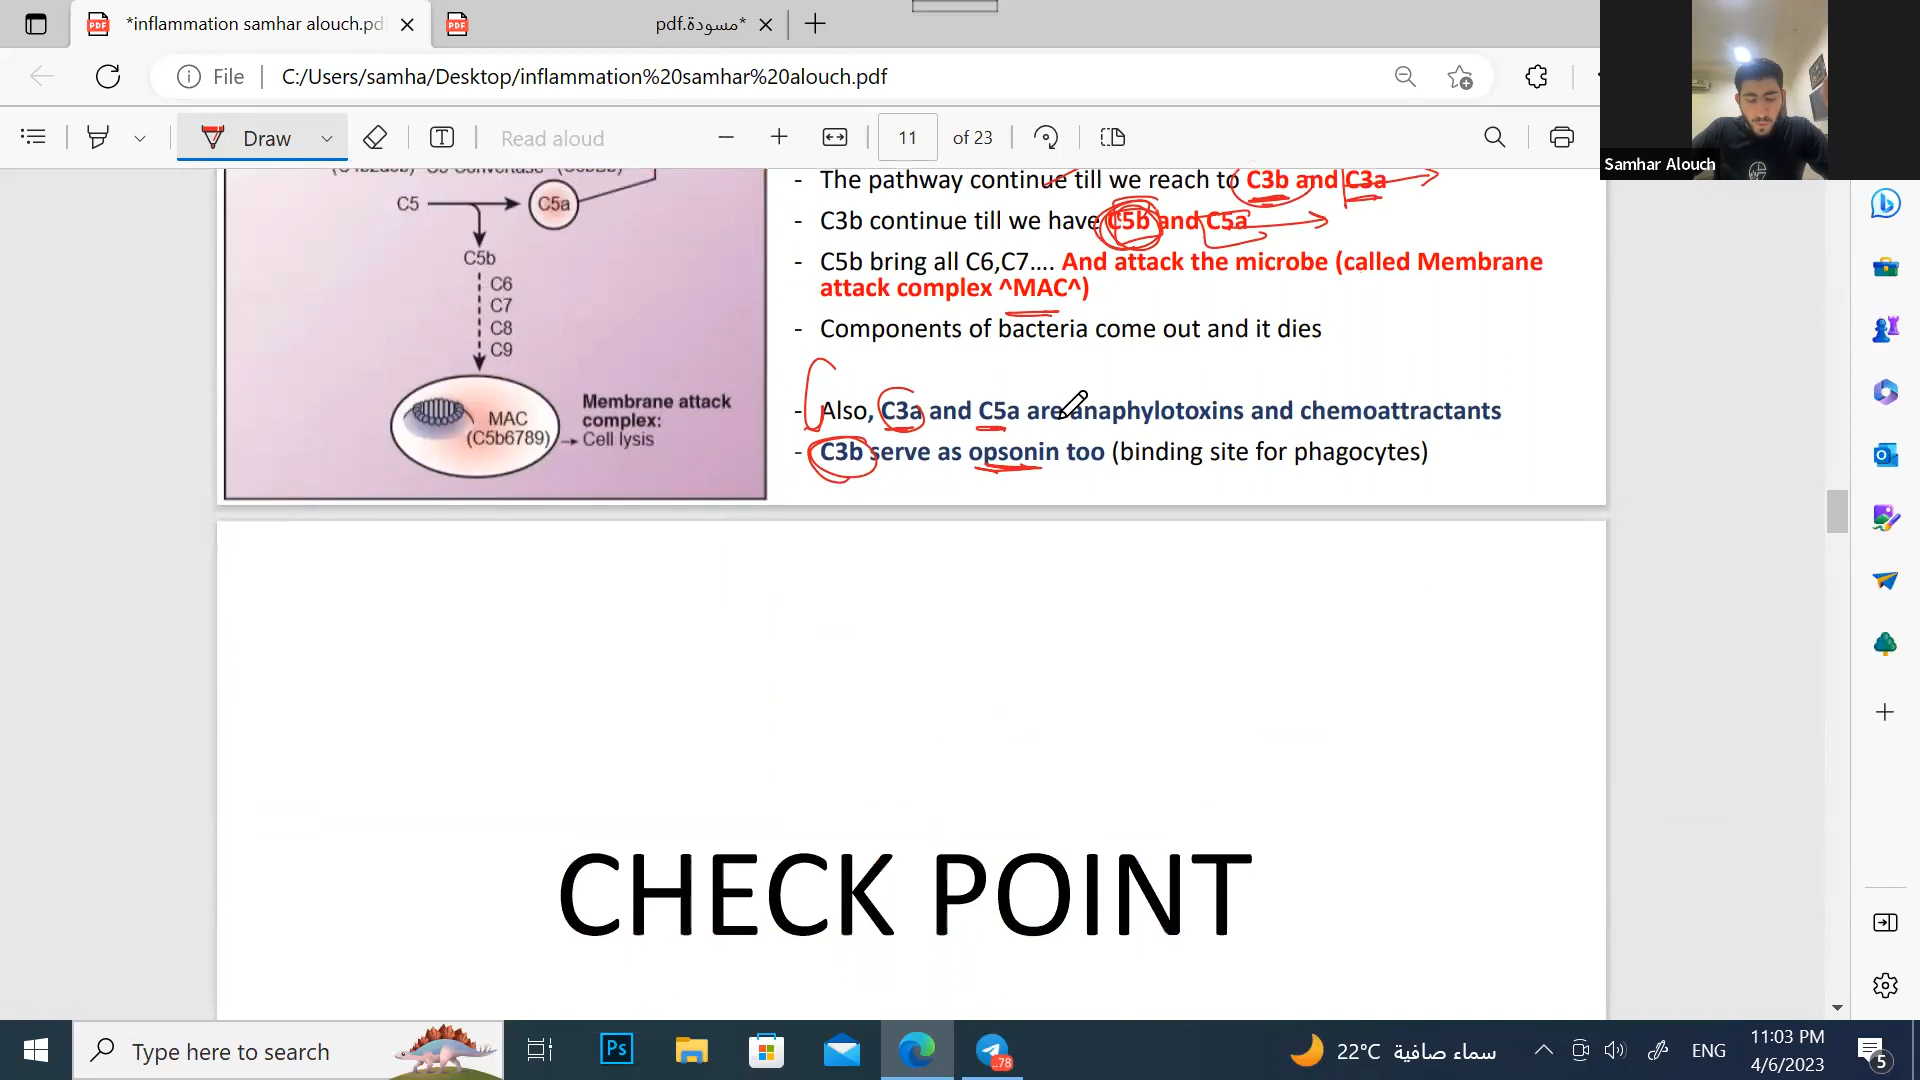 *inflammation samhar alouch.pd
*مسودة.pdf
File
C:/Users/samha/Desktop/inflammation%20samhar%20alouch.pdf
Draw
Read aloud
11 of 23
Samhar Alouch
C5
C5a
C5b
C6
C7
C8
C9
MAC
(C5b6789)
Membrane attack
complex:
Cell lysis
- The pathway continue till we reach to C3b and C3a
- C3b continue till we have C5b and C5a
- C5b bring all C6,C7.... And attack the microbe (called Membrane
attack complex ^MAC^)
- Components of bacteria come out and it dies
- Also, C3a and C5a are anaphylotoxins and chemoattractants
- C3b serve as opsonin too (binding site for phagocytes)
CHECK POINT
Type here to search
Ps
..78
22°C سماء صافية
ENG
11:03 PM
4/6/2023
5